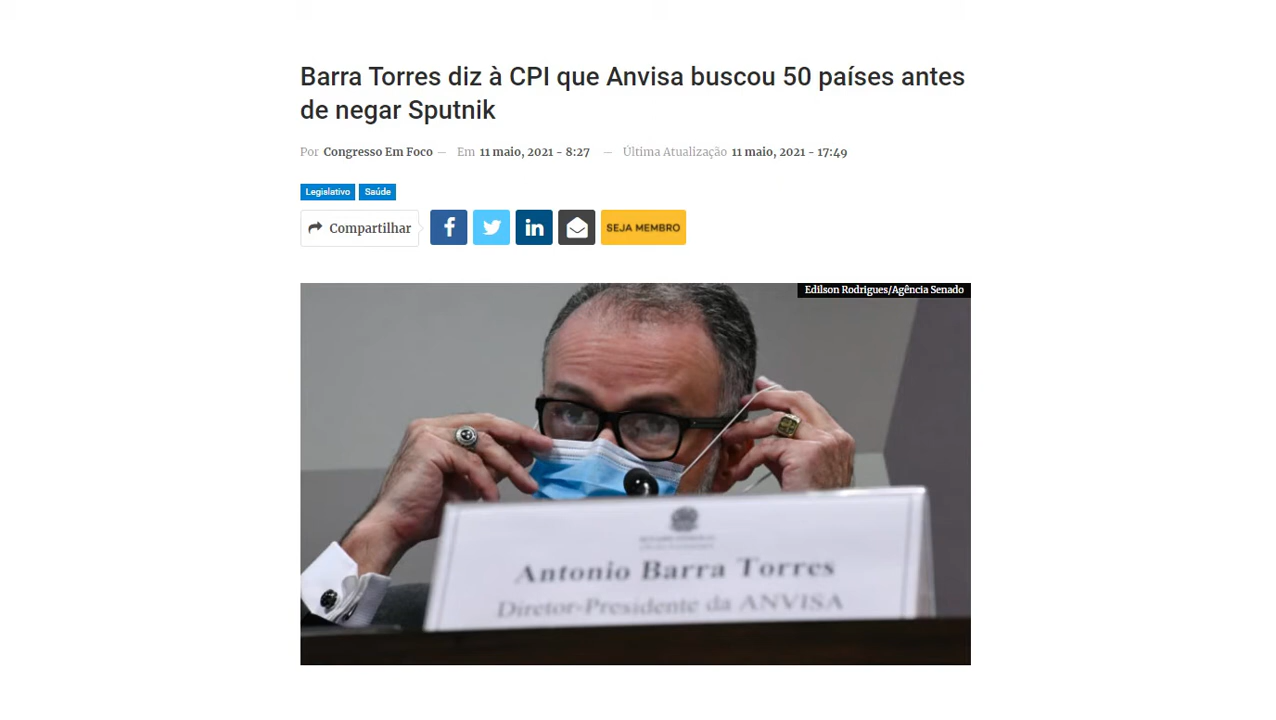 Barra Torres diz à CPI que Anvisa buscou 50 países antes
de negar Sputnik
Por Congresso Em Foco — Em 11 maio, 2021 - 8:27 — Última Atualização 11 maio, 2021 - 17:49
Legislativo Saúde
Compartilhar SEJA MEMBRO
Edilson Rodrigues/Agência Senado
Antonio Barra Torres
Diretor-Presidente da ANVISA